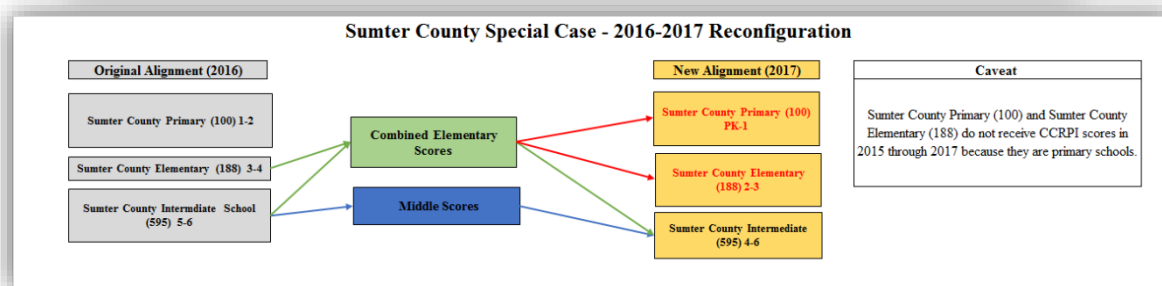 Sumter County Special Case - 2016-2017 Reconfiguration
Original Alignment (2016)
Sumter County Primary (100) 1-2
Sumter County Elementary (188) 3-4
Sumter County Intermdiate School
(595) 5-6
Combined Elementary
Scores
Middle Scores
New Alignment (2017)
Sumter County Primary (100)
PK-1
Sumter County Elementary
(188) 2-3
Sumter County Intermediate
(595) 4-6
Caveat
Sumter County Primary (100) and Sumter County
Elementary (188) do not receive CCRPI scores in
2015 through 2017 because they are primary schools.